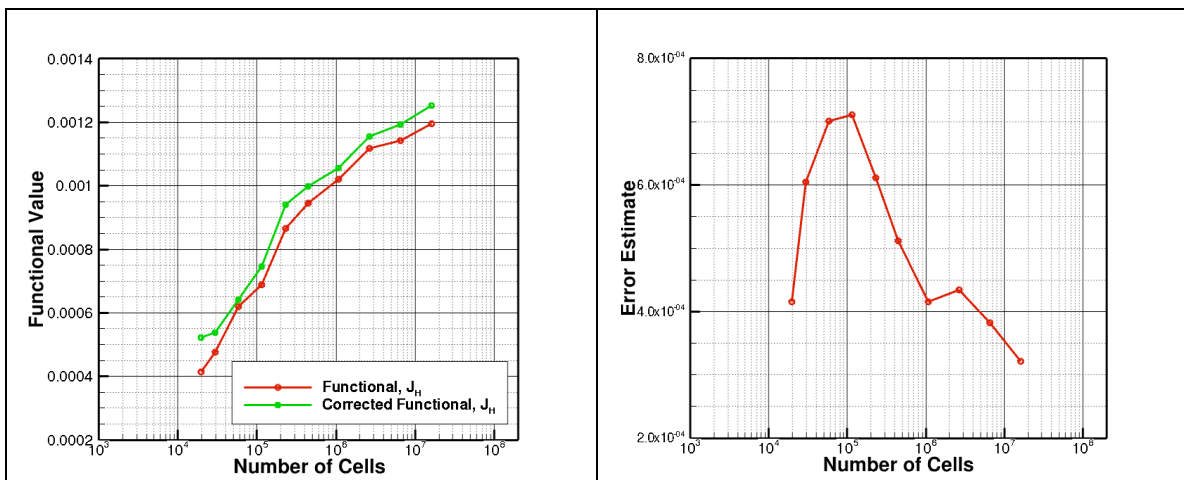 0.0014
0.0012
0.001
0.0008
0.0006
0.0004
0.0002
Functional Value
Functional, J_H
Corrected Functional, J_H
10^3 10^4 10^5 10^6 10^7 10^6
Number of Cells
8.0x10^-04
6.0x10^-04
4.0x10^-04
2.0x10^-04
Error Estimate
10^3 10^4 10^5 10^6 10^7 10^6
Number of Cells